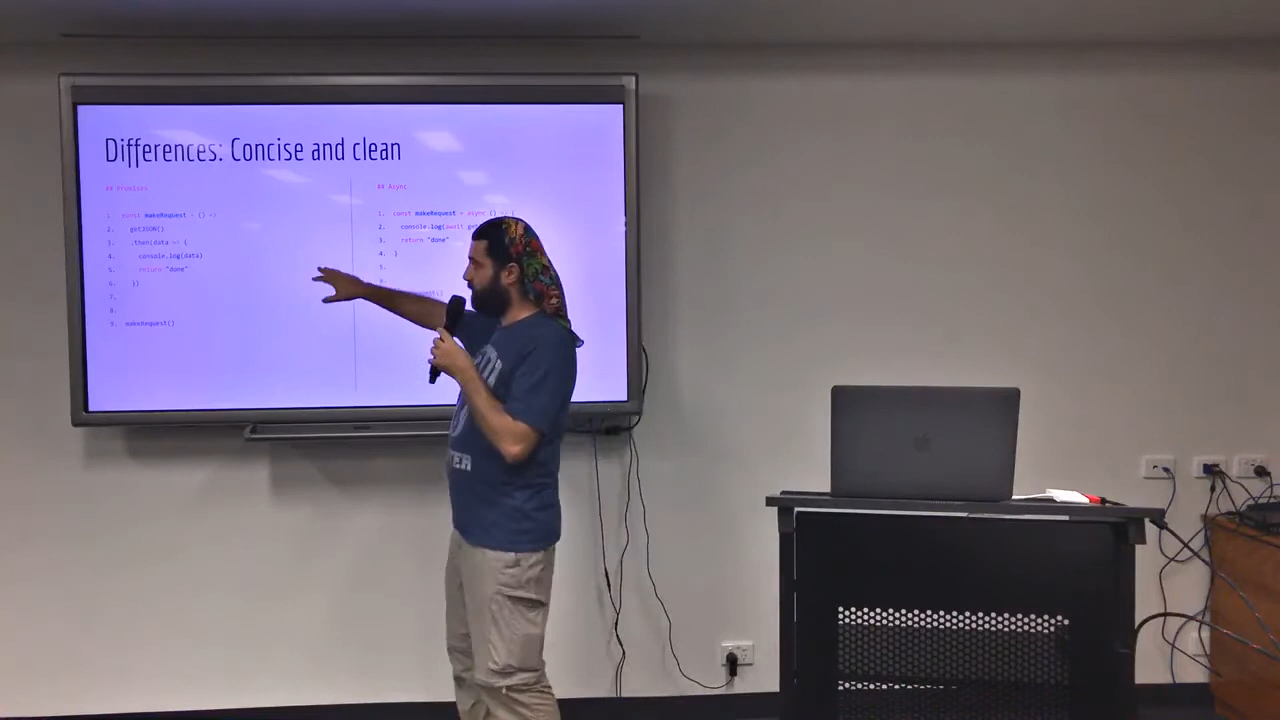 Differences: Concise and clean
## Promises
1. const makeRequest = () =>
2. getJSON()
3. .then(data => {
4. console.log(data)
5. return "done"
6. })
7.
8.
9. makeRequest()
## Async
1. const makeRequest = async () => {
2. console.log(await
3. return "done"
4. }
5.